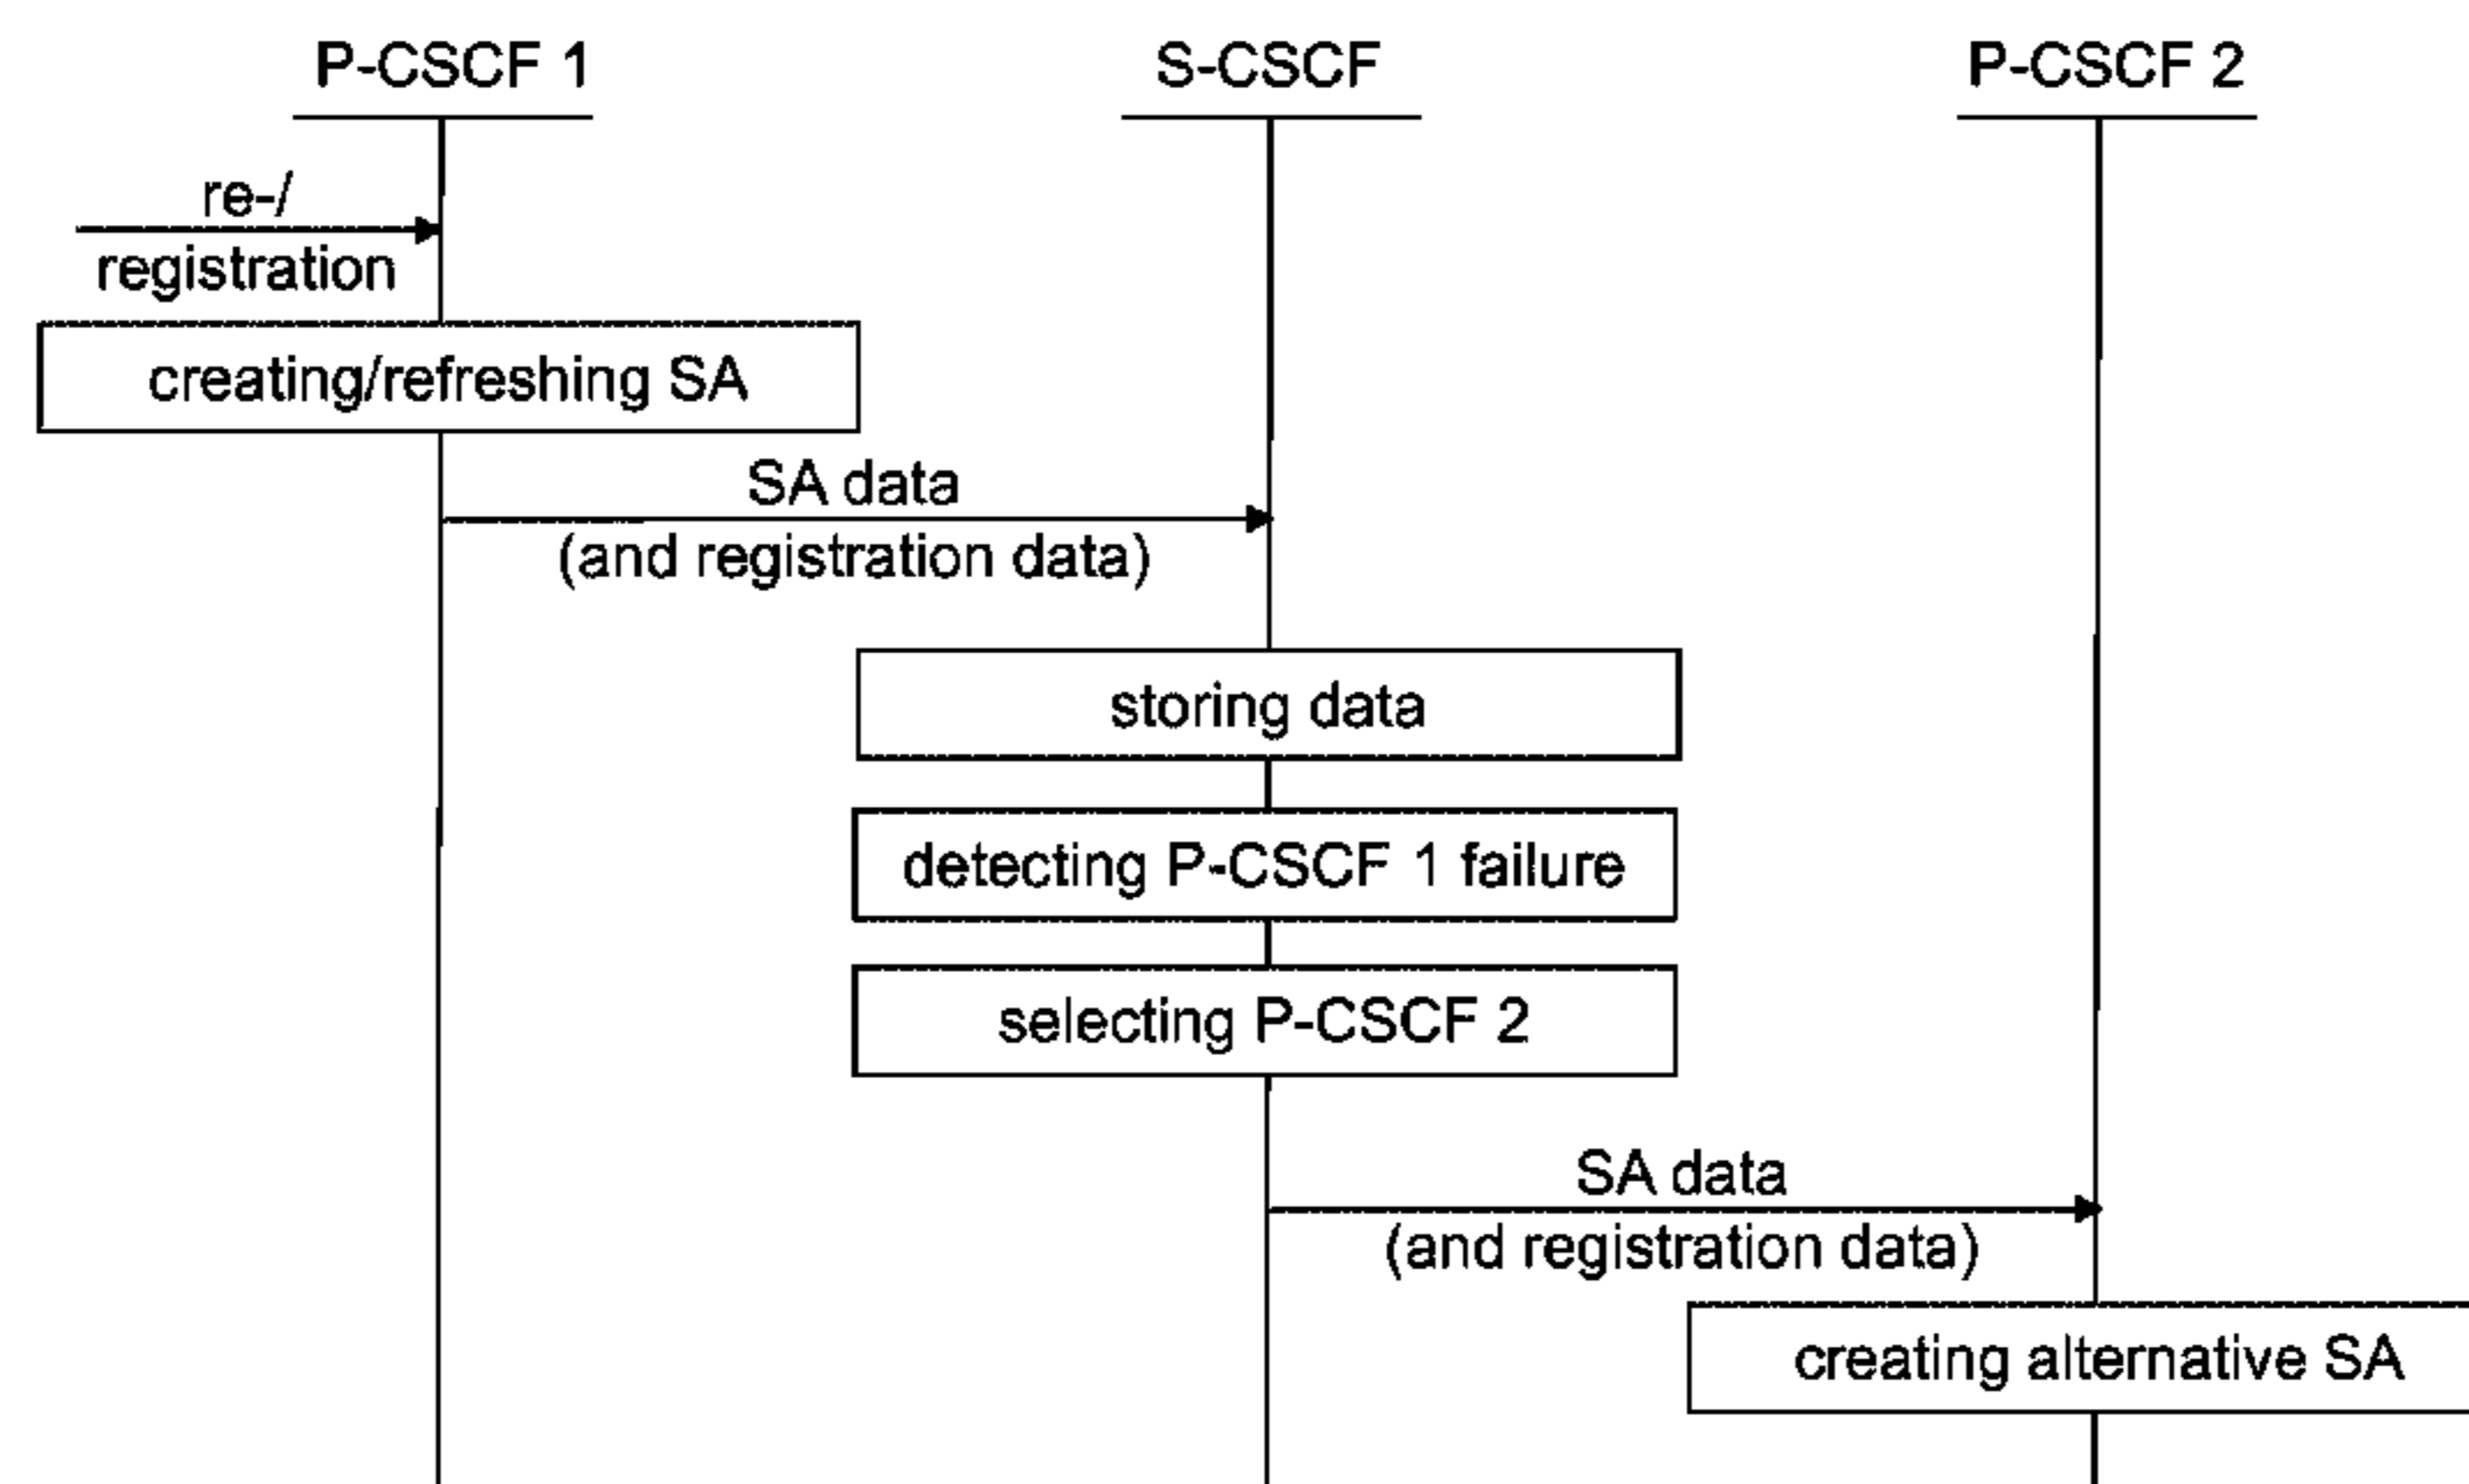 P-CSCF 1
S-CSCF
P-CSCF 2
re-/
registration
creating/refreshing SA
SA data
(and registration data)
storing data
detecting P-CSCF 1 failure
selecting P-CSCF 2
SA data
(and registration data)
creating alternative SA